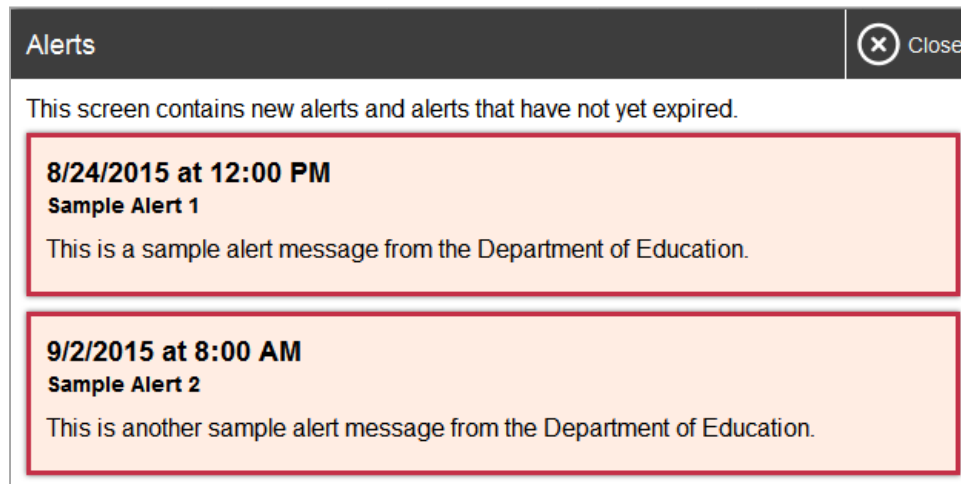 Alerts
Close
This screen contains new alerts and alerts that have not yet expired.
8/24/2015 at 12:00 PM
Sample Alert 1
This is a sample alert message from the Department of Education.
9/2/2015 at 8:00 AM
Sample Alert 2
This is another sample alert message from the Department of Education.